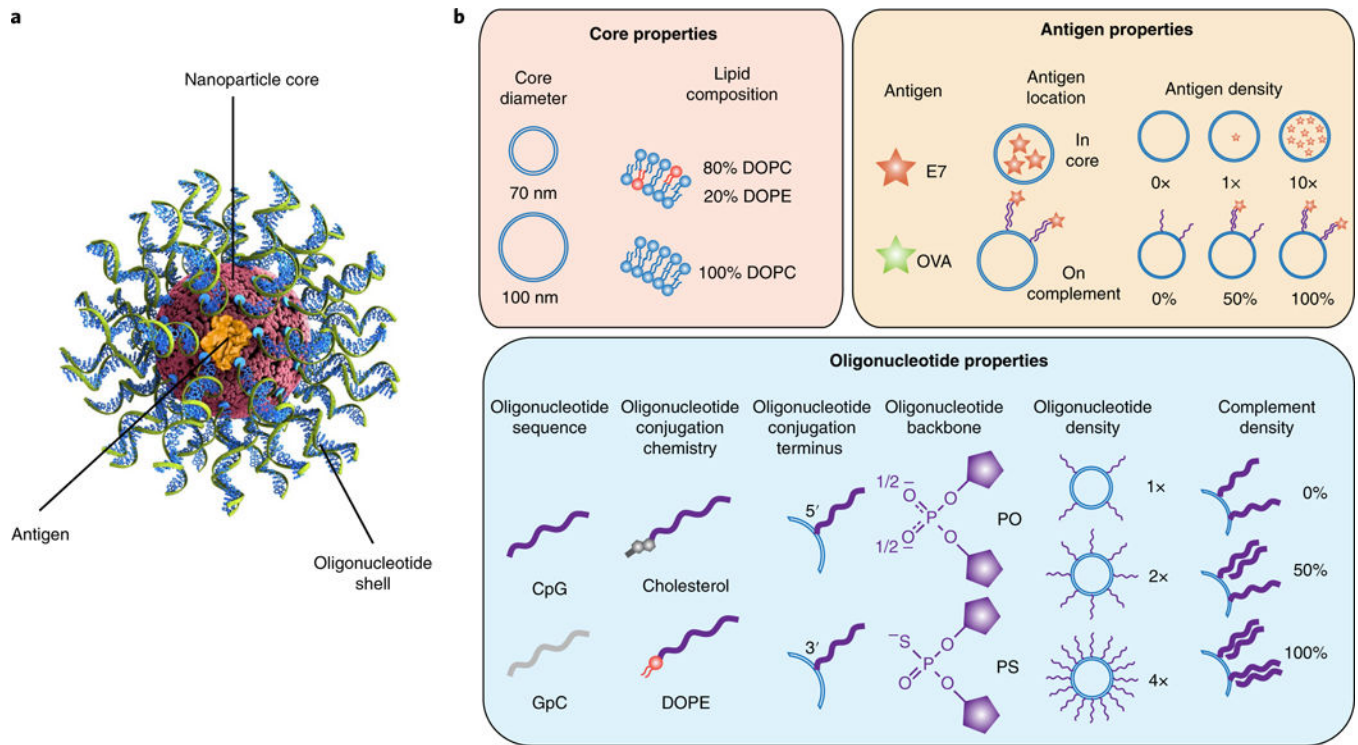 a
Nanoparticle core
Antigen
Oligonucleotide
shell
b
Core properties
Core
diameter
Lipid
composition
70 nm
100 nm
80% DOPC
20% DOPE
100% DOPC
Antigen properties
Antigen
Antigen
location
Antigen density
E7
OVA
In
core
On
complement
0×
1×
10×
0%
50%
100%
Oligonucleotide properties
Oligonucleotide
sequence
Oligonucleotide
conjugation
chemistry
Oligonucleotide
conjugation
terminus
Oligonucleotide
backbone
Oligonucleotide
density
Complement
density
CpG
GpC
Cholesterol
DOPE
5′
3′
1/2 −
O
O
P
O
1/2 −
O
PO
−S
O
P
O
O
PS
1×
2×
4×
0%
50%
100%